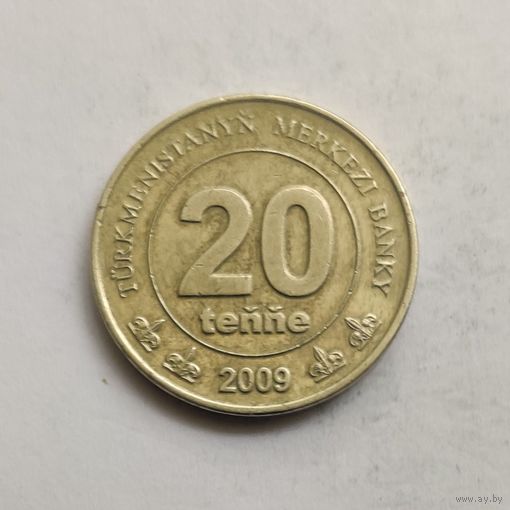 TÜRKMENISTANYŇ MERKEZI BANKY
20
teňňe
2009
www.ay.by